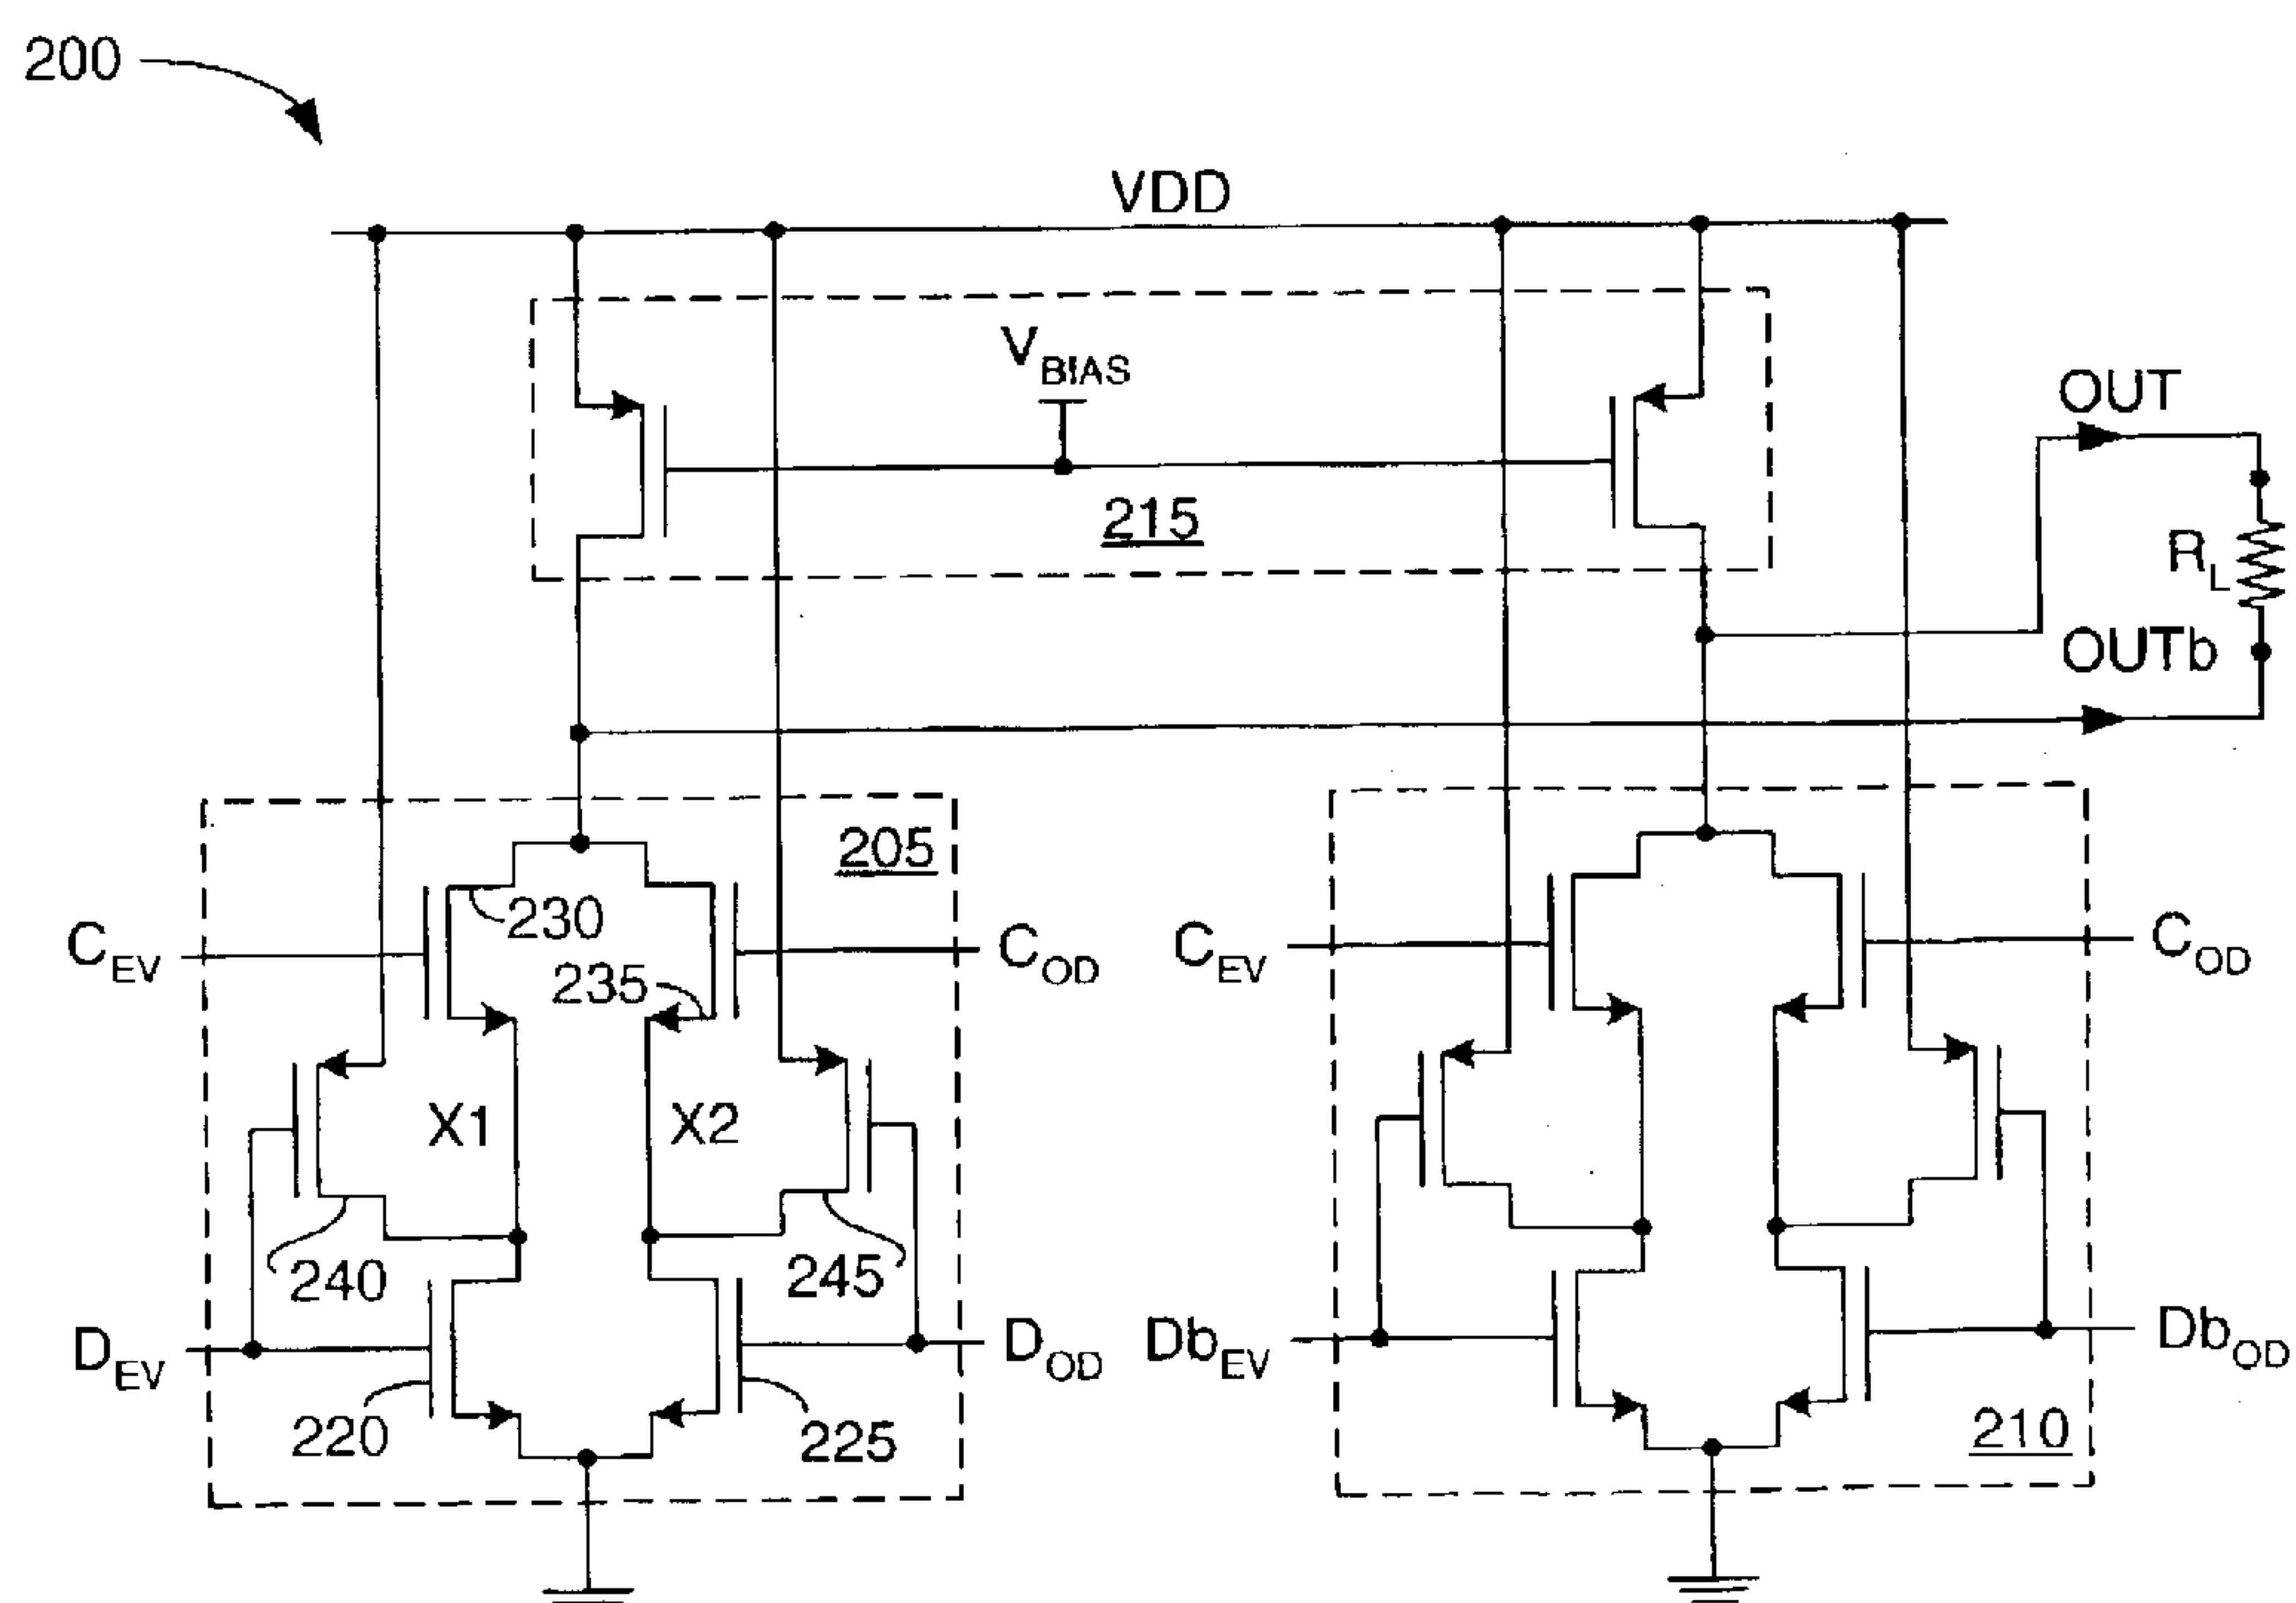 200
VDD
VBIAS
OUT
215
RL
OUTb
205
230
CEV
COD
CEV
COD
235
X1
X2
240
245
DEV
DOD
DbEV
DbOD
220
225
210